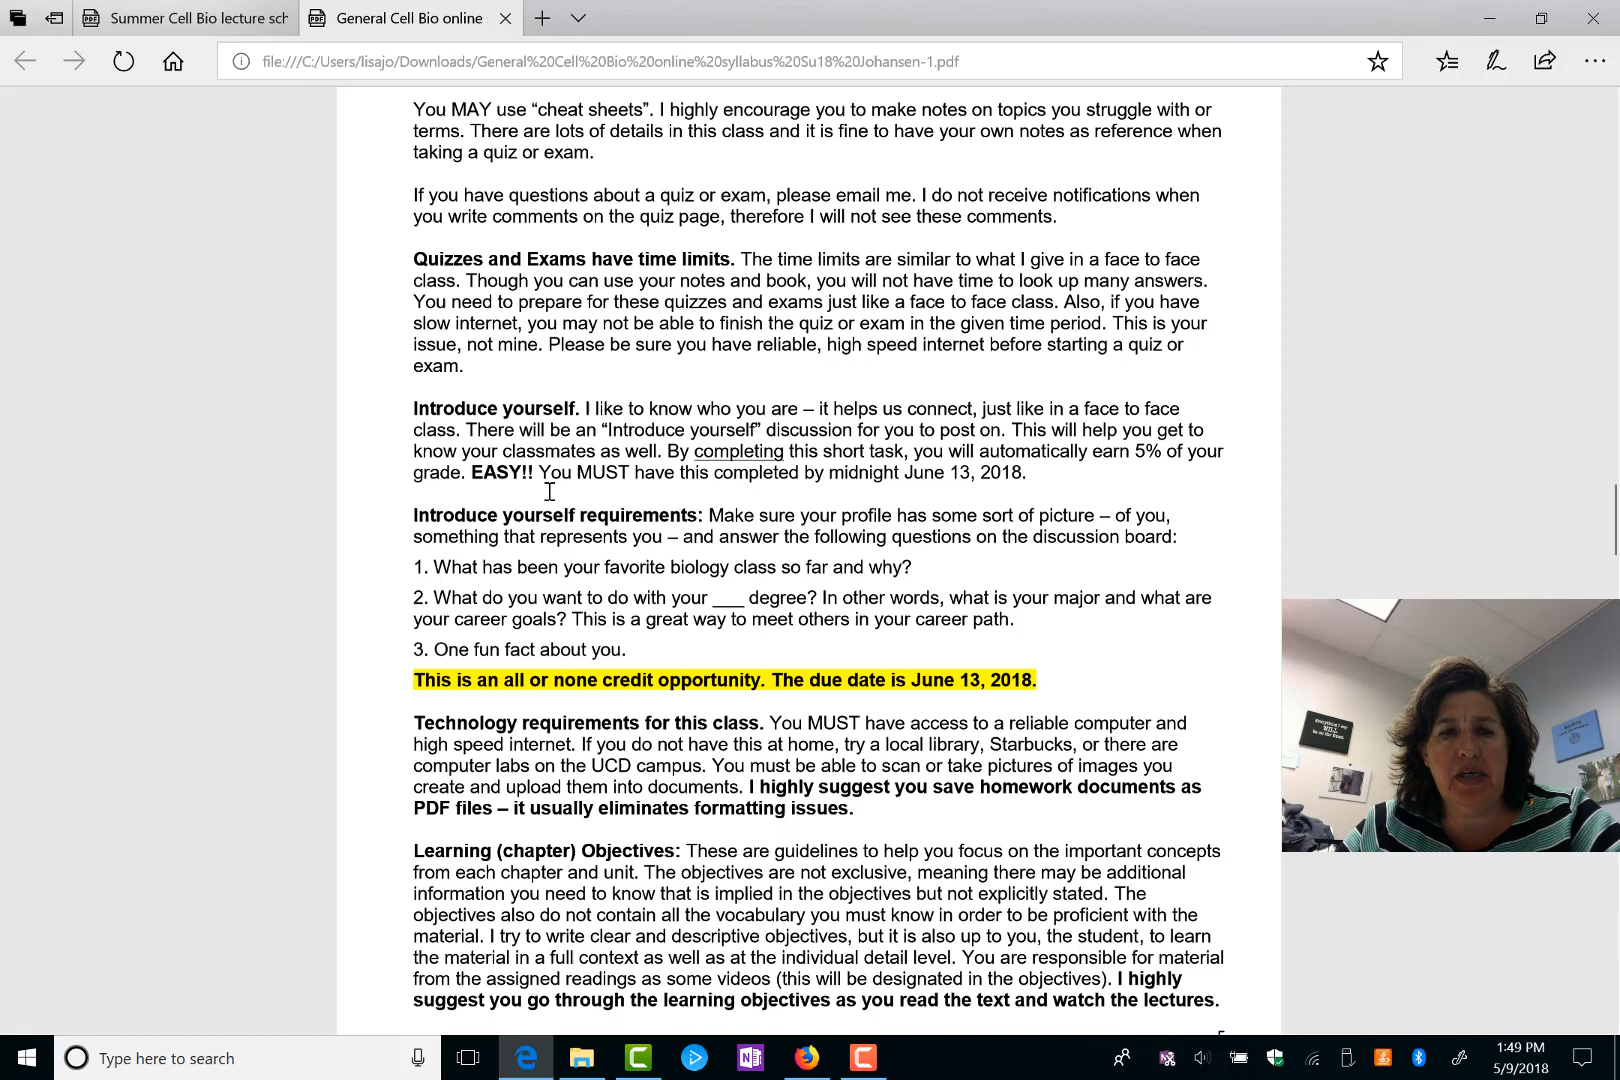 Summer Cell Bio lecture sch
General Cell Bio online
file:///C:/Users/lisajo/Downloads/General%20Cell%20Bio%20online%20syllabus%20Su18%20Johansen-1.pdf
You MAY use “cheat sheets”. I highly encourage you to make notes on topics you struggle with or
terms. There are lots of details in this class and it is fine to have your own notes as reference when
taking a quiz or exam.
If you have questions about a quiz or exam, please email me. I do not receive notifications when
you write comments on the quiz page, therefore I will not see these comments.
Quizzes and Exams have time limits. The time limits are similar to what I give in a face to face
class. Though you can use your notes and book, you will not have time to look up many answers.
You need to prepare for these quizzes and exams just like a face to face class. Also, if you have
slow internet, you may not be able to finish the quiz or exam in the given time period. This is your
issue, not mine. Please be sure you have reliable, high speed internet before starting a quiz or
exam.
Introduce yourself. I like to know who you are – it helps us connect, just like in a face to face
class. There will be an “Introduce yourself” discussion for you to post on. This will help you get to
know your classmates as well. By completing this short task, you will automatically earn 5% of your
grade. EASY!! You MUST have this completed by midnight June 13, 2018.
Introduce yourself requirements: Make sure your profile has some sort of picture – of you,
something that represents you – and answer the following questions on the discussion board:
1. What has been your favorite biology class so far and why?
2. What do you want to do with your ___ degree? In other words, what is your major and what are
your career goals? This is a great way to meet others in your career path.
3. One fun fact about you.
This is an all or none credit opportunity. The due date is June 13, 2018.
Technology requirements for this class. You MUST have access to a reliable computer and
high speed internet. If you do not have this at home, try a local library, Starbucks, or there are
computer labs on the UCD campus. You must be able to scan or take pictures of images you
create and upload them into documents. I highly suggest you save homework documents as
PDF files – it usually eliminates formatting issues.
Learning (chapter) Objectives: These are guidelines to help you focus on the important concepts
from each chapter and unit. The objectives are not exclusive, meaning there may be additional
information you need to know that is implied in the objectives but not explicitly stated. The
objectives also do not contain all the vocabulary you must know in order to be proficient with the
material. I try to write clear and descriptive objectives, but it is also up to you, the student, to learn
the material in a full context as well as at the individual detail level. You are responsible for material
from the assigned readings as some videos (this will be designated in the objectives). I highly
suggest you go through the learning objectives as you read the text and watch the lectures.
Everything I say
WILL
be on the Exam
Type here to search
1:49 PM
5/9/2018